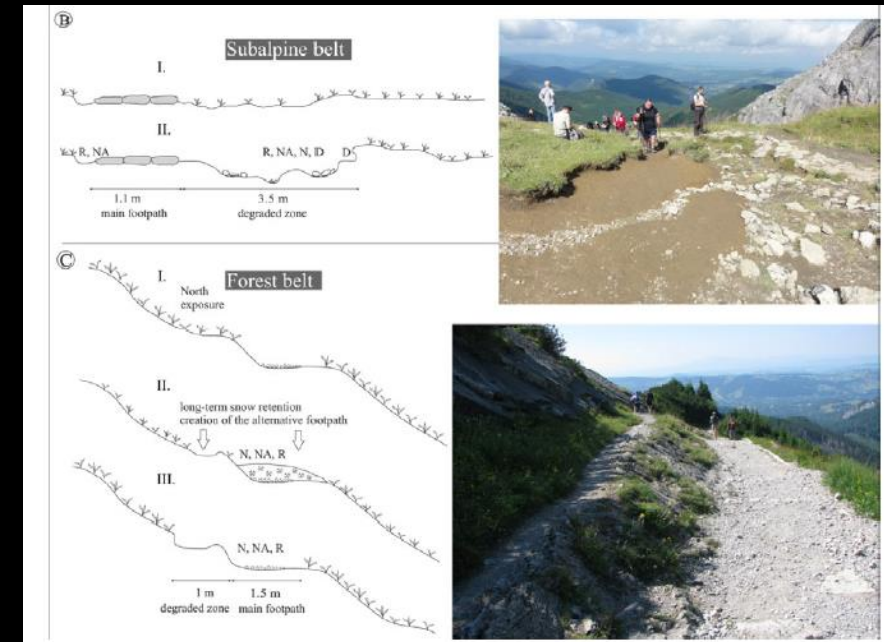 B
Subalpine belt
I.
II.
R, NA
R, NA, N, D
D
1.1 m
main footpath
3.5 m
degraded zone
C
I.
Forest belt
North
exposure
II.
long-term snow retention
creation of the alternative footpath
N, NA, R
III.
N, NA, R
1 m
degraded zone
1.5 m
main footpath